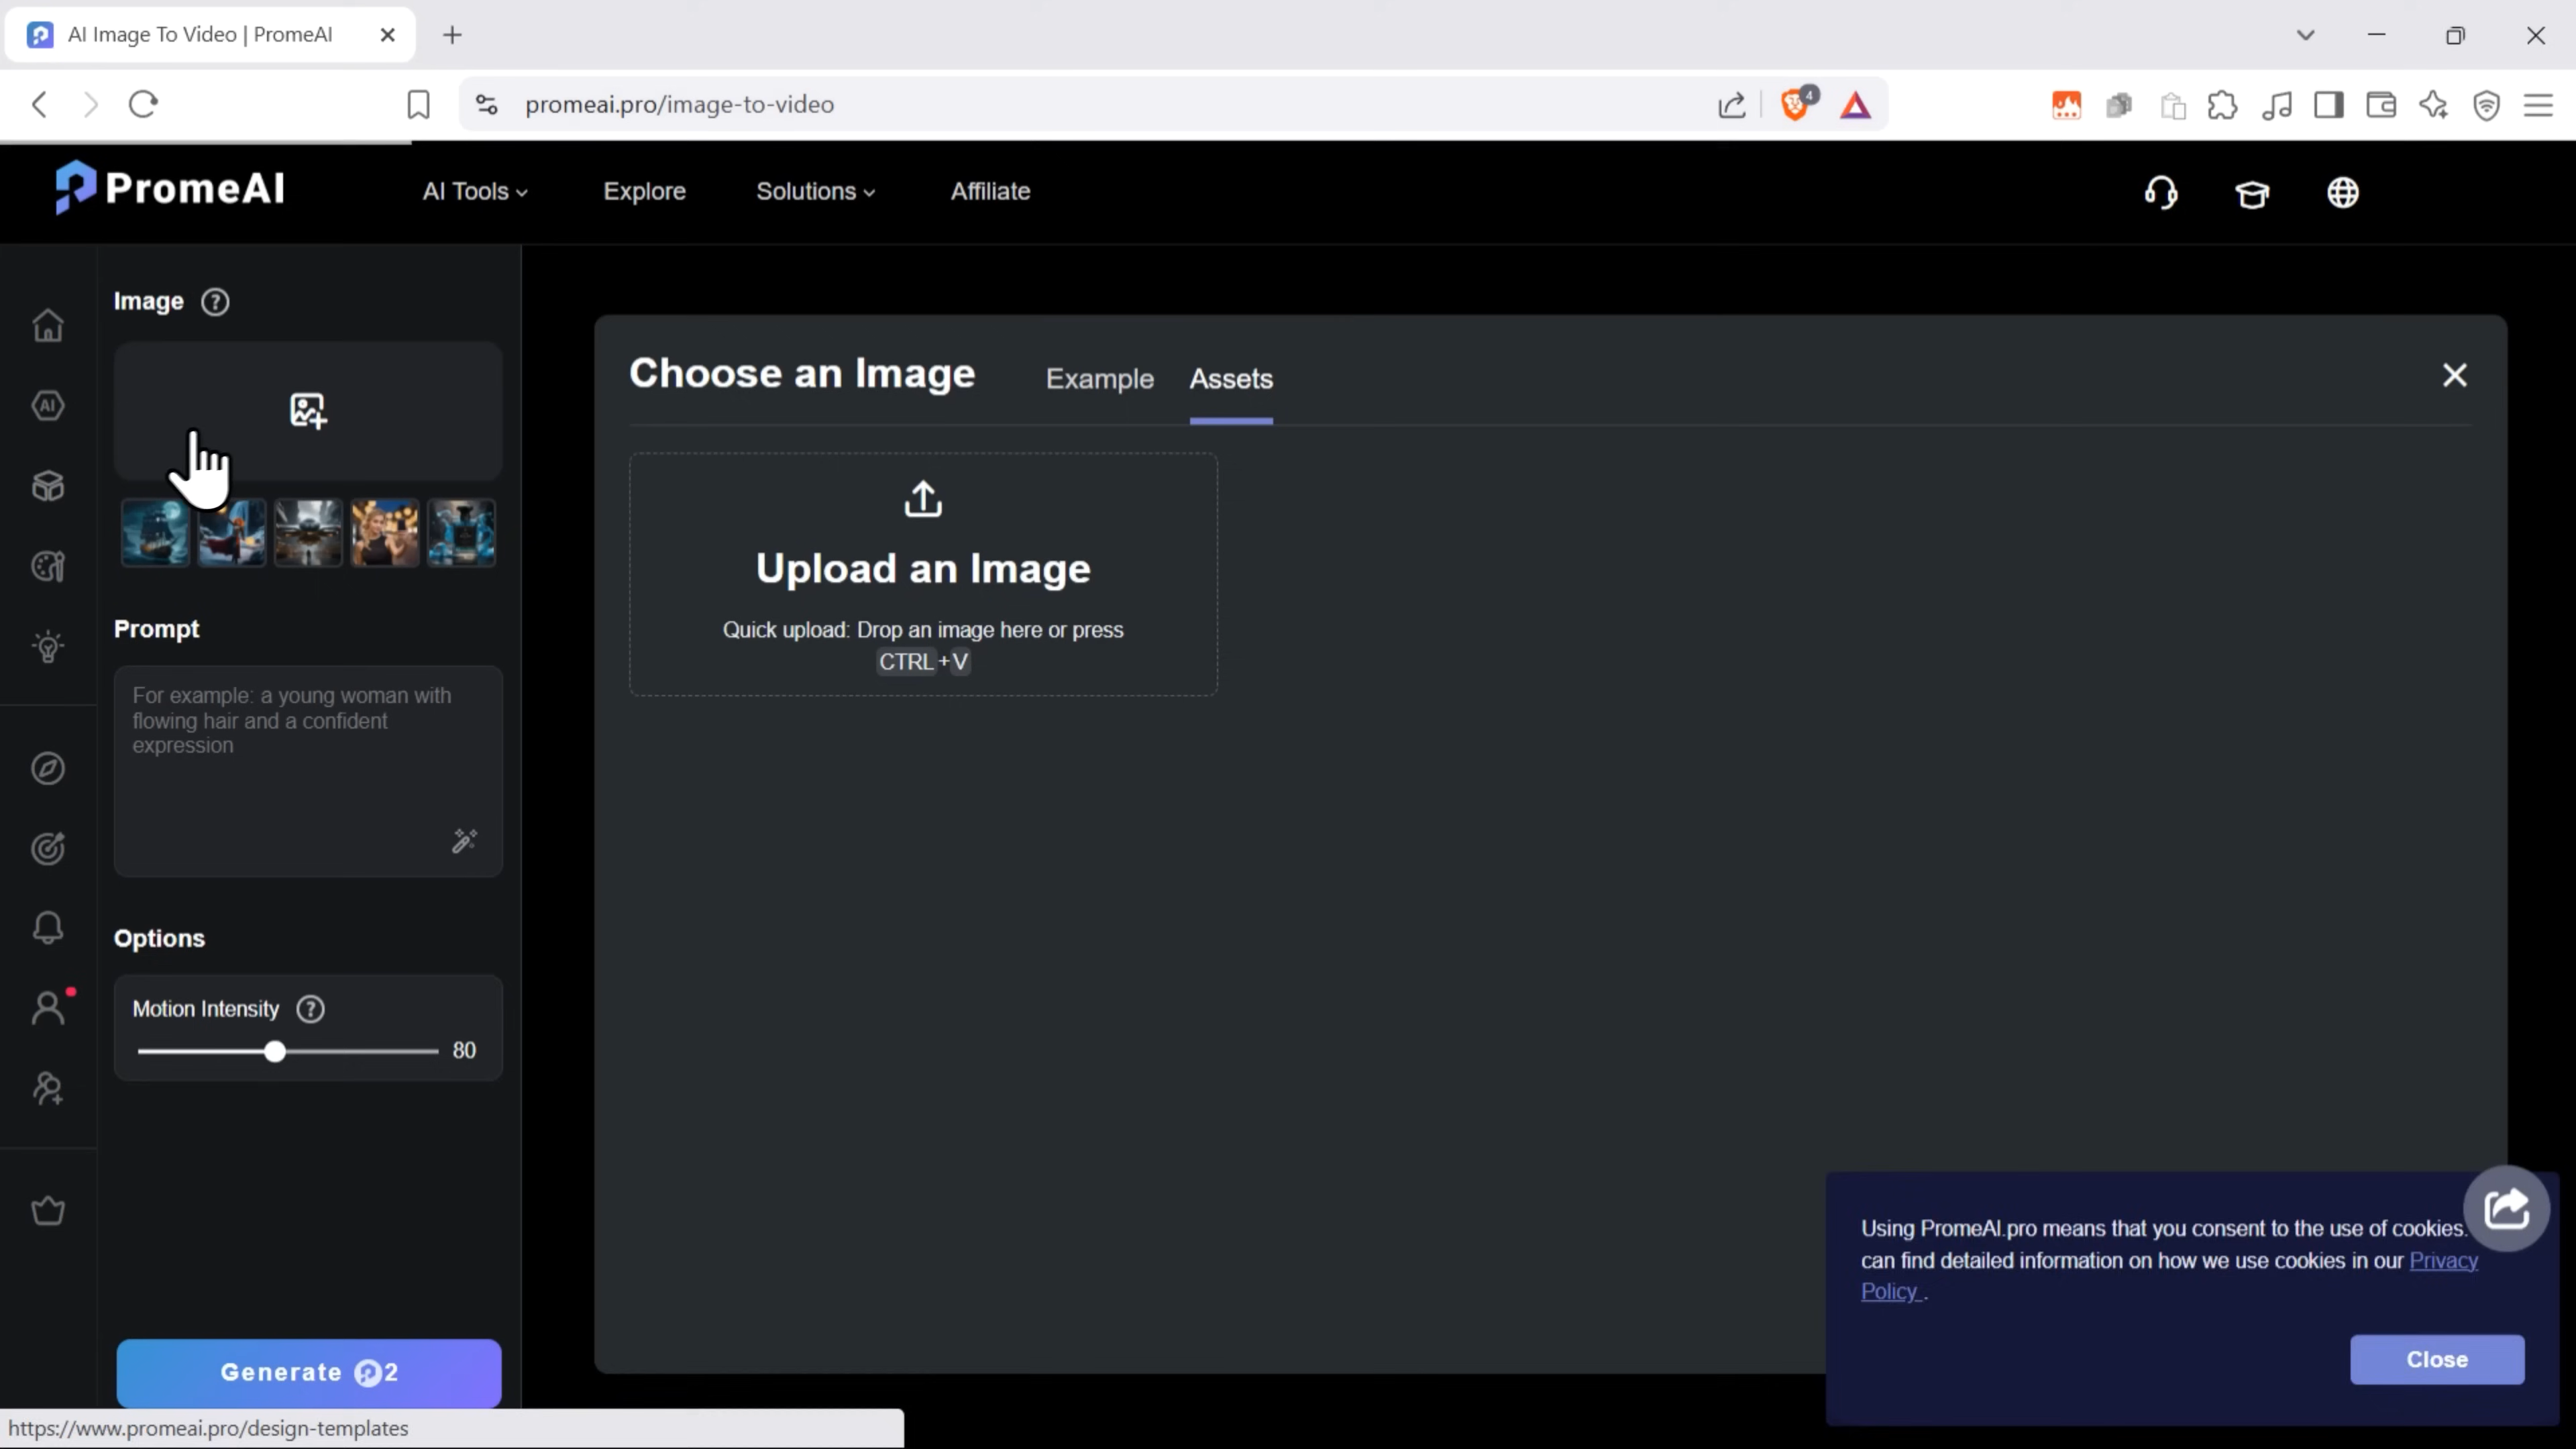 AI Image To Video | PromeAI
promeai.pro/image-to-video
4
PromeAI
AI Tools
Explore
Solutions
Affiliate
Image ?
AI
Choose an Image
Example
Assets
Upload an Image
Quick upload: Drop an image here or press
CTRL + V
Prompt
For example: a young woman with
flowing hair and a confident
expression
Options
Motion Intensity ?
80
Generate 2
Using PromeAI.pro means that you consent to the use of cookies.
can find detailed information on how we use cookies in our Privacy
Policy .
Close
https://www.promeai.pro/design-templates